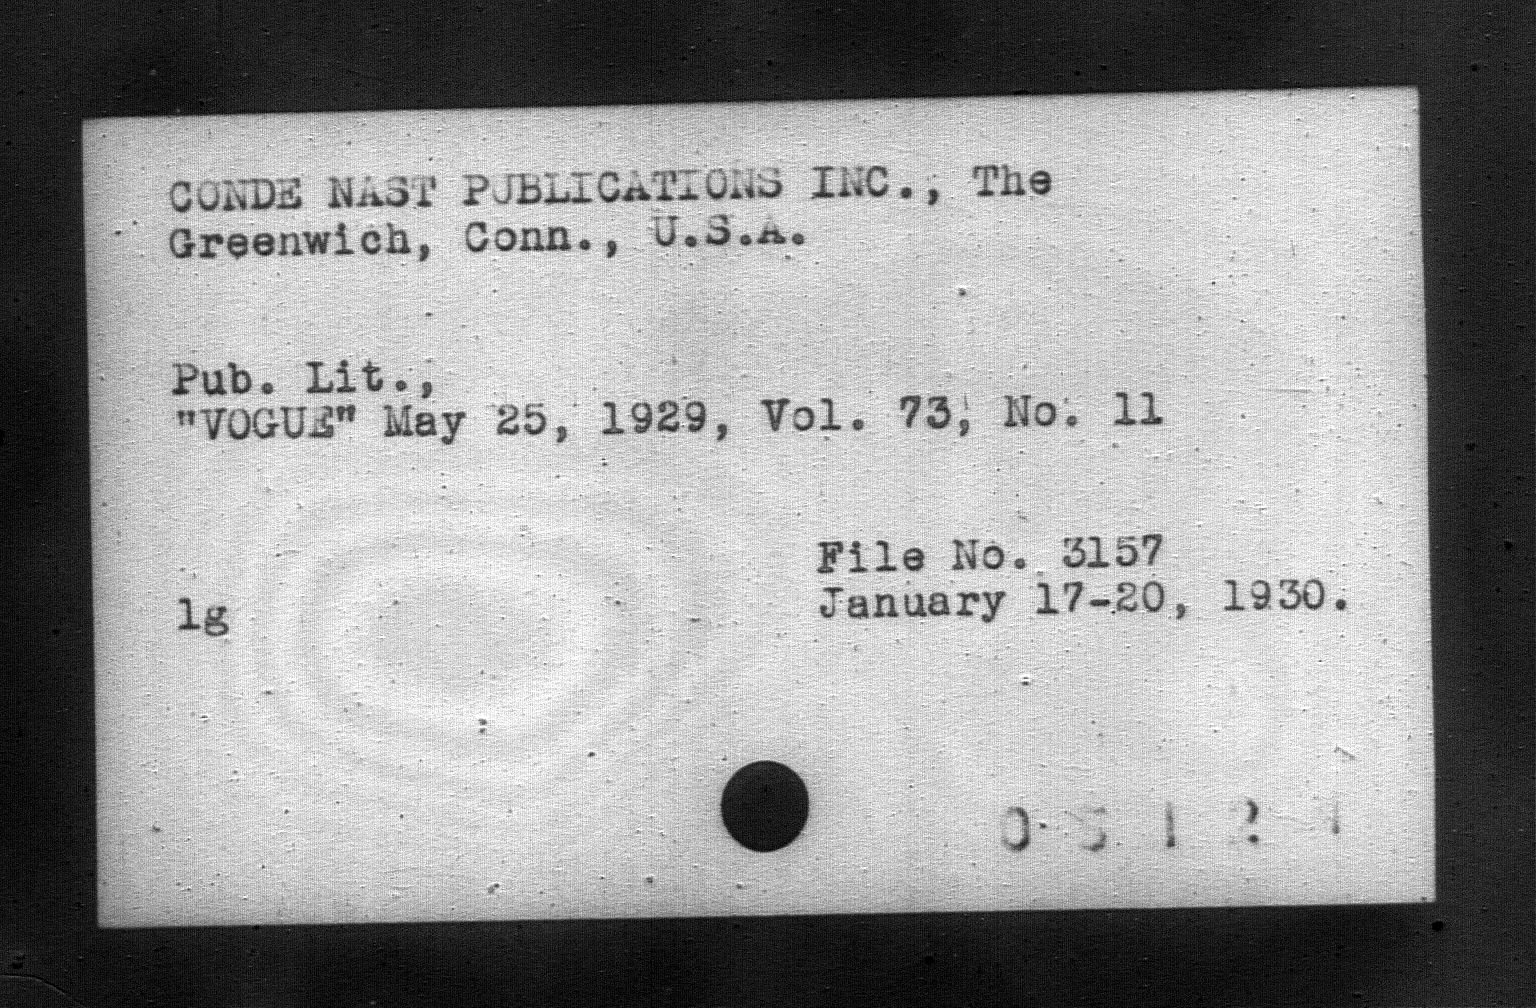 CONDE NAST PUBLICATIONS INC., The
Greenwich, Conn., U.S.A.
Pub. Lit.,
"VOGUE" May 25, 1929, Vol. 73, No. 11
File No. 3157
lg
January 17-20, 1930.